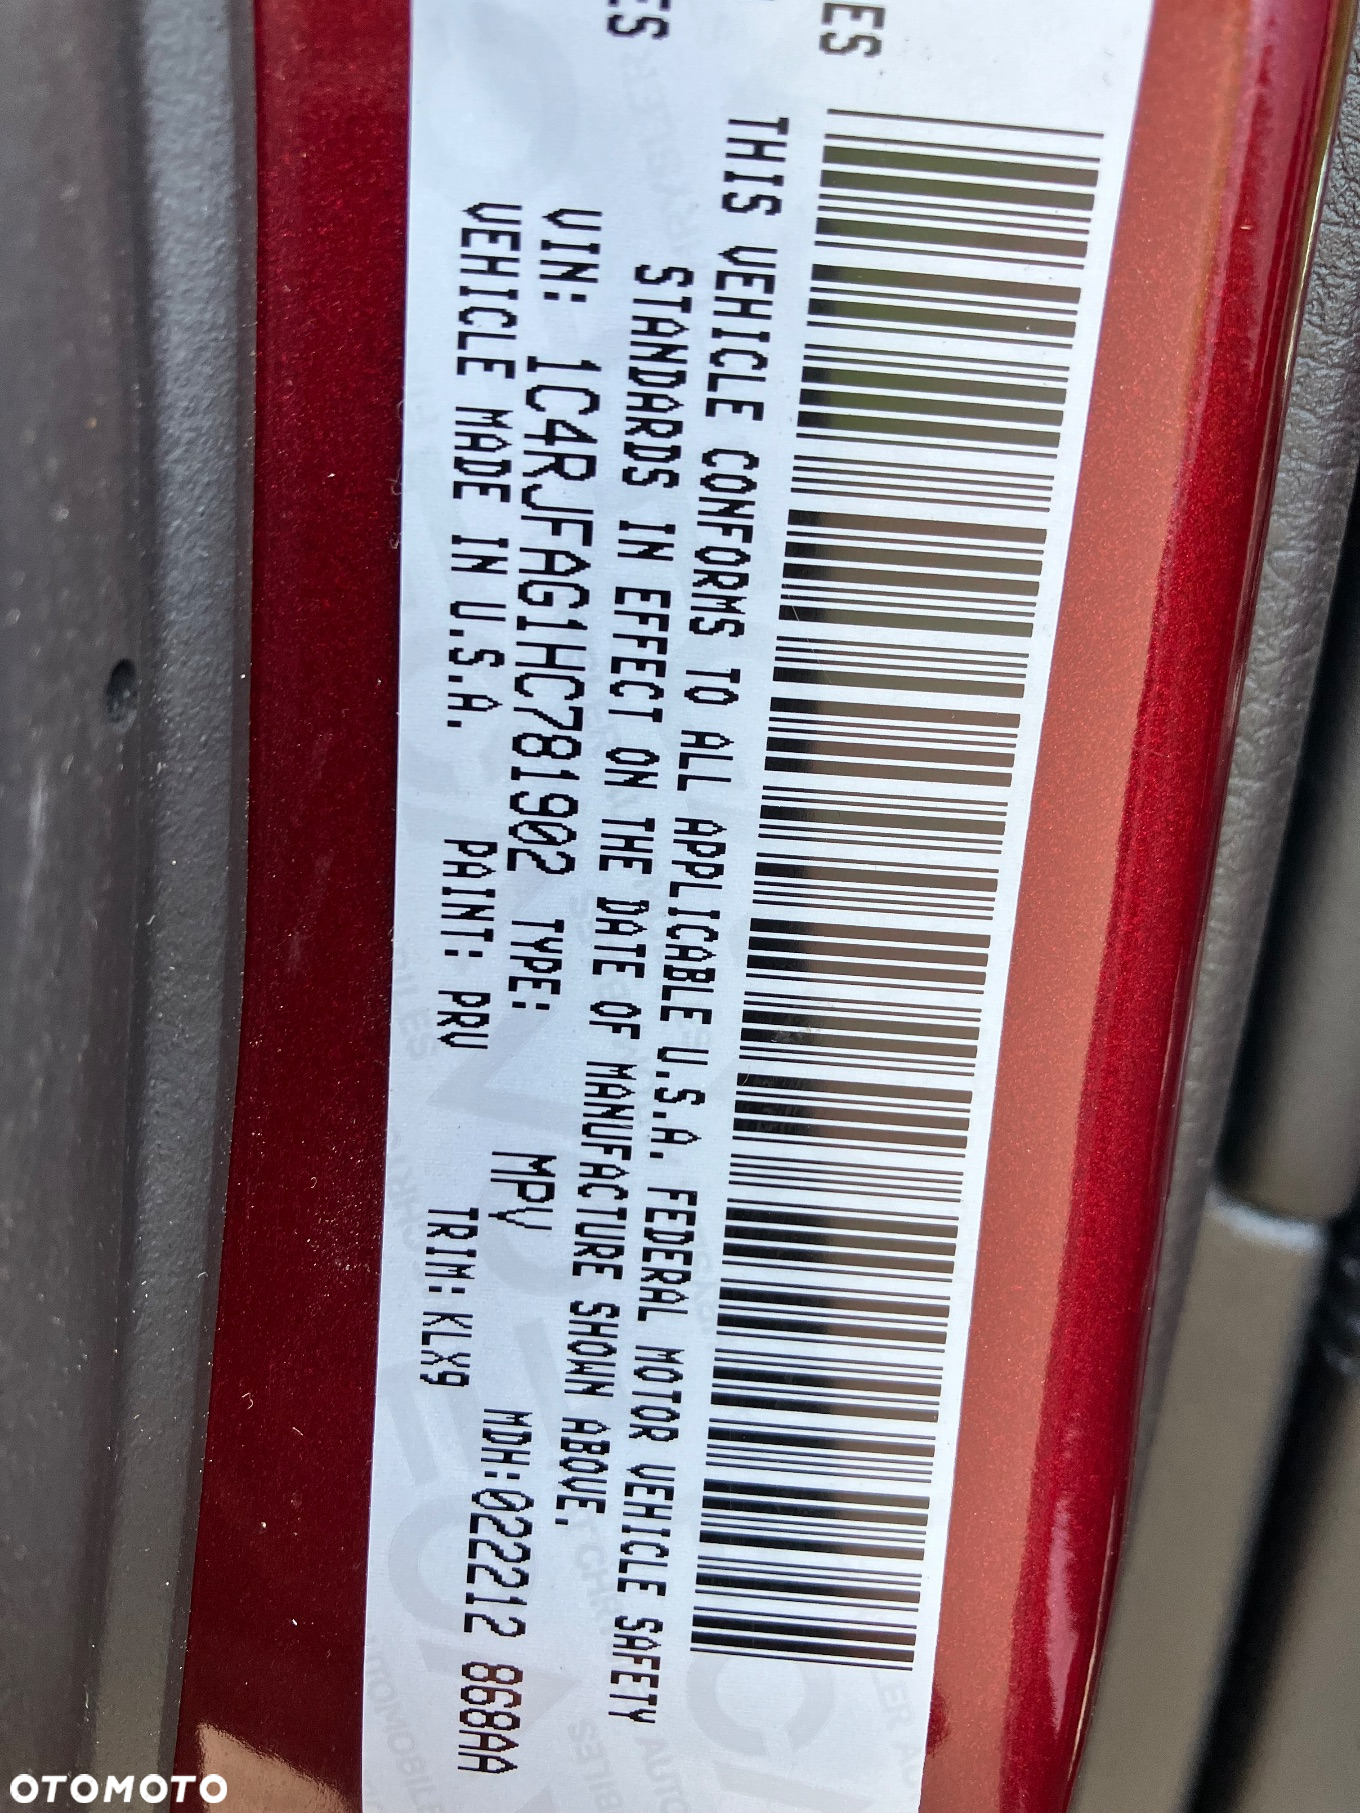 ES
ES
THIS VEHICLE CONFORMS TO ALL APPLICABLE U.S.A. FEDERAL MOTOR VEHICLE SAFETY
STANDARDS IN EFFECT ON THE DATE OF MANUFACTURE SHOWN ABOVE.
VIN: 1C4RJFAG1HC781902 TYPE: MPV MDH:022212 868AA
VEHICLE MADE IN U.S.A. PAINT: PRV TRIM:KLX9
OTOMOTO